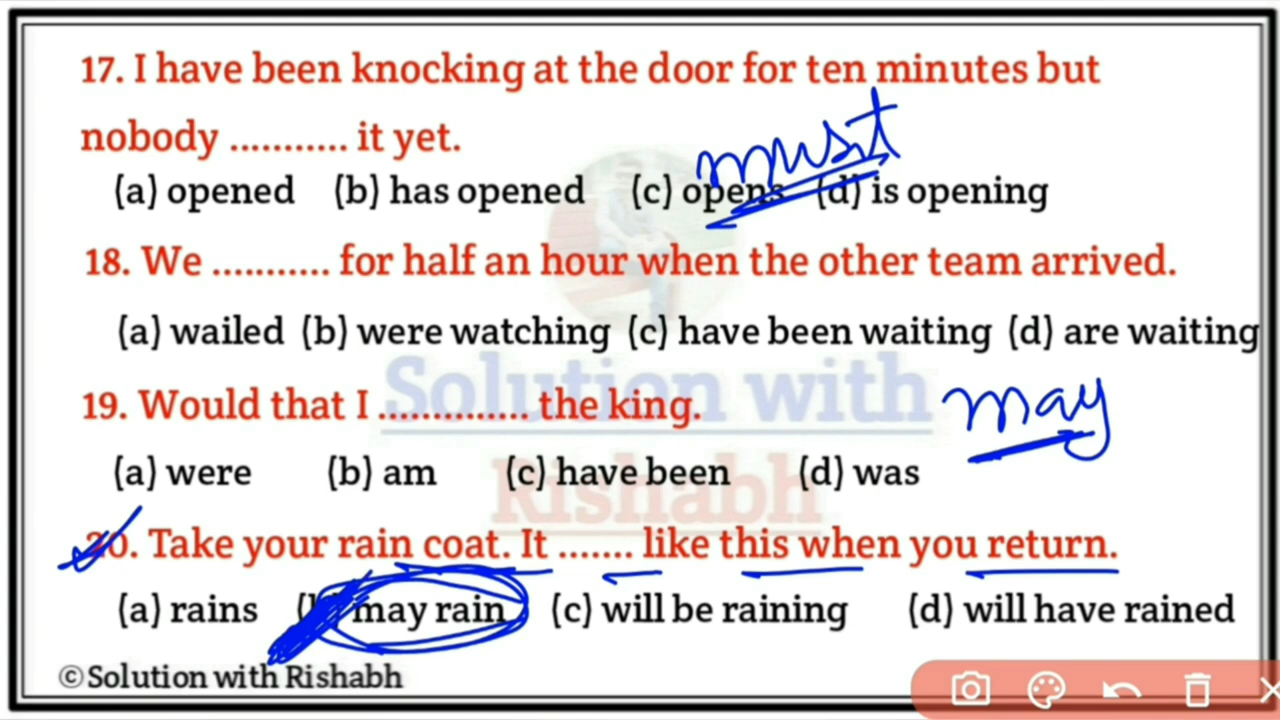 17. I have been knocking at the door for ten minutes but
nobody ........... it yet.
must
(a) opened (b) has opened (c) opens (d) is opening
18. We ........... for half an hour when the other team arrived.
(a) wailed (b) were watching (c) have been waiting (d) are waiting
Solution with
19. Would that I .............. the king.
may
(a) were (b) am (c) have been (d) was
Rishabh
20. Take your rain coat. It ....... like this when you return.
(a) rains (b) may rain (c) will be raining (d) will have rained
©Solution with Rishabh